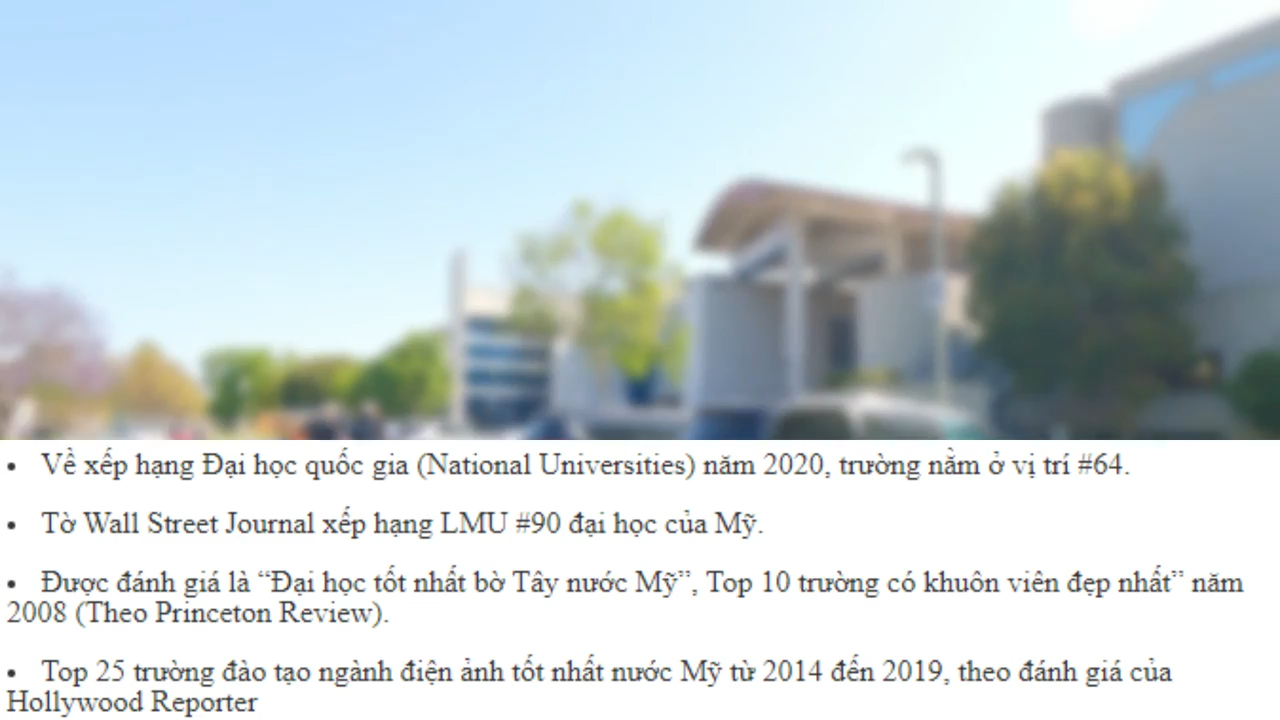 • Về xếp hạng Đại học quốc gia (National Universities) năm 2020, trường nằm ở vị trí #64.
• Tờ Wall Street Journal xếp hạng LMU #90 đại học của Mỹ.
• Được đánh giá là “Đại học tốt nhất bờ Tây nước Mỹ”, Top 10 trường có khuôn viên đẹp nhất” năm
2008 (Theo Princeton Review).
• Top 25 trường đào tạo ngành điện ảnh tốt nhất nước Mỹ từ 2014 đến 2019, theo đánh giá của
Hollywood Reporter